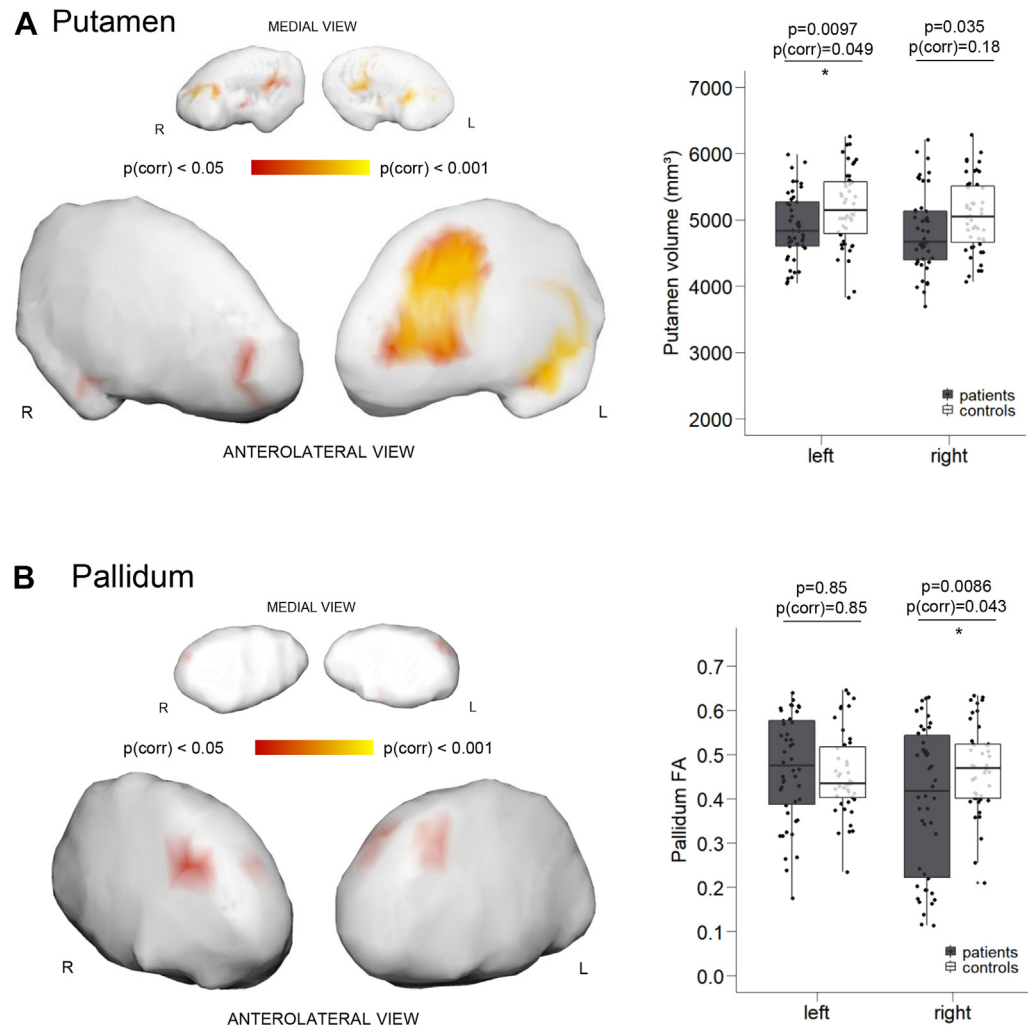 A Putamen
MEDIAL VIEW
R
L
p(corr) < 0.05
p(corr) < 0.001
R
L
ANTEROLATERAL VIEW
p=0.0097
p(corr)=0.049
*
p=0.035
p(corr)=0.18
Putamen volume (mm³)
7000
6000
5000
4000
3000
2000
patients
controls
left
right
B Pallidum
MEDIAL VIEW
R
L
p(corr) < 0.05
p(corr) < 0.001
R
L
ANTEROLATERAL VIEW
p=0.85
p(corr)=0.85
p=0.0086
p(corr)=0.043
*
Pallidum FA
0.7
0.6
0.5
0.4
0.3
0.2
0.1
0.0
patients
controls
left
right